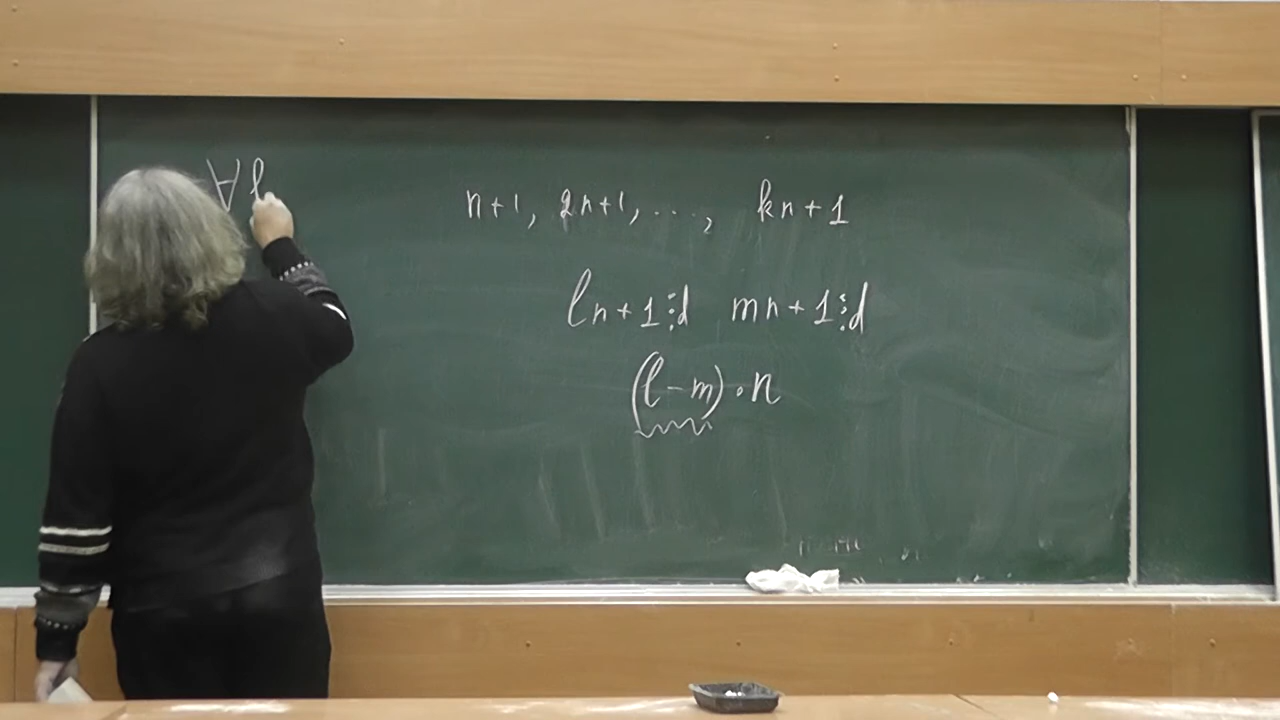 ∀ l
n+1, 2n+1, ..., kn+1
ln+1⋮d mn+1⋮d
(l-m)∘n